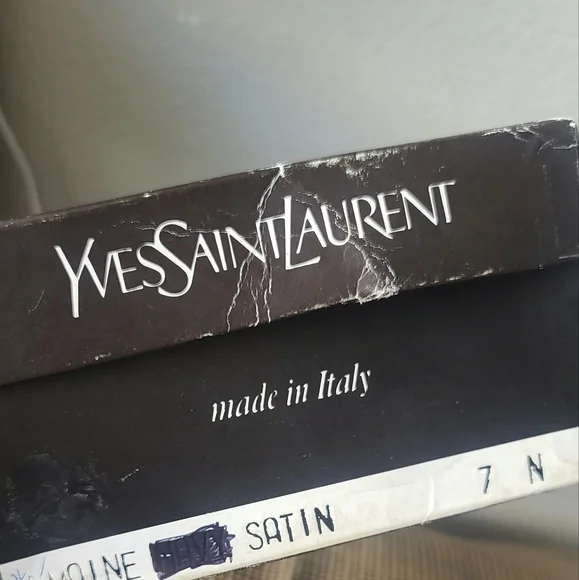 YVESSAINTLAURENT
made in Italy
SATIN 7 N